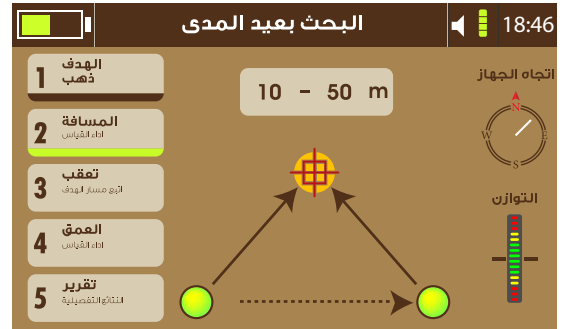 البحث بعيد المدى
18:46
1
الهدف
ذهب
2
المسافة
اداء القياس
3
تعقب
اتبع مسار الهدف
4
العمق
اداء القياس
5
تقرير
النتائج التفصيلية
10 - 50 m
اتجاه الجهاز
N
W
E
S
التوازن